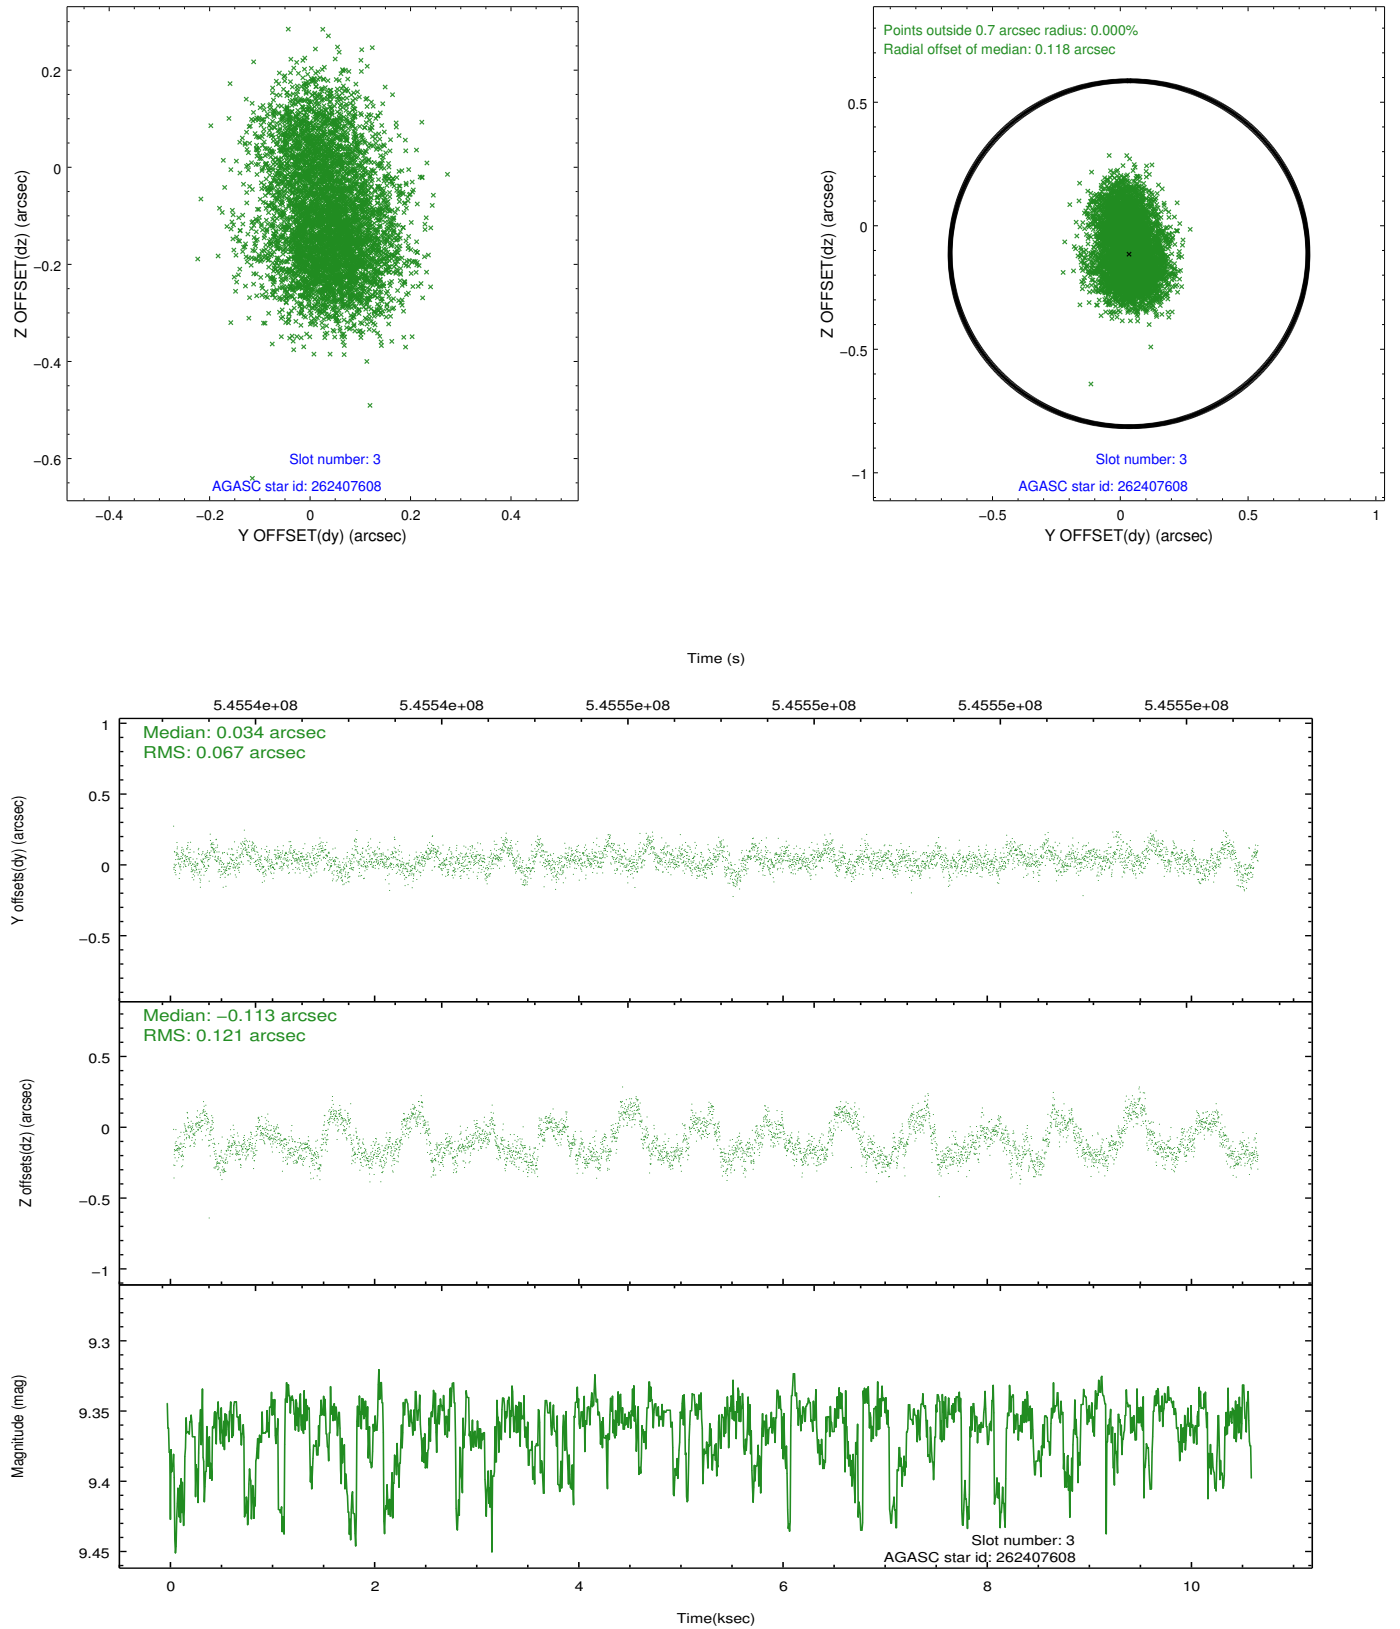 0.2
0
−0.2
−0.4
−0.6
Z OFFSET(dz) (arcsec)
Slot number: 3
AGASC star id: 262407608
−0.4
−0.2
0
0.2
0.4
Y OFFSET(dy) (arcsec)
Points outside 0.7 arcsec radius: 0.000%
Radial offset of median: 0.118 arcsec
0.5
0
−0.5
−1
Z OFFSET(dz) (arcsec)
Slot number: 3
AGASC star id: 262407608
−0.5
0
0.5
1
Y OFFSET(dy) (arcsec)
Time (s)
5.4554e+08
5.4554e+08
5.4555e+08
5.4555e+08
5.4555e+08
5.4555e+08
Median: 0.034 arcsec
RMS: 0.067 arcsec
1
0.5
0
−0.5
Y offsets(dy) (arcsec)
Median: −0.113 arcsec
RMS: 0.121 arcsec
0.5
0
−0.5
−1
Z offsets(dz) (arcsec)
9.3
9.35
9.4
9.45
Magnitude (mag)
Slot number: 3
AGASC star id: 262407608
0
2
4
6
8
10
Time(ksec)